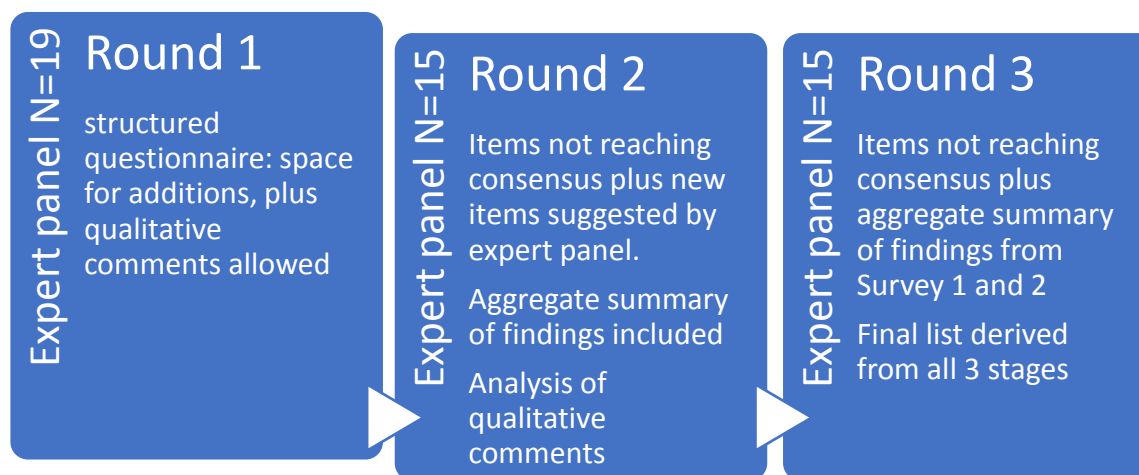 Expert panel N=19
Round 1
structured
questionnaire: space
for additions, plus
qualitative
comments allowed
Expert panel N=15
Round 2
Items not reaching
consensus plus new
items suggested by
expert panel.
Aggregate summary
of findings included
Analysis of
qualitative
comments
Expert panel N=15
Round 3
Items not reaching
consensus plus
aggregate summary
of findings from
Survey 1 and 2
Final list derived
from all 3 stages